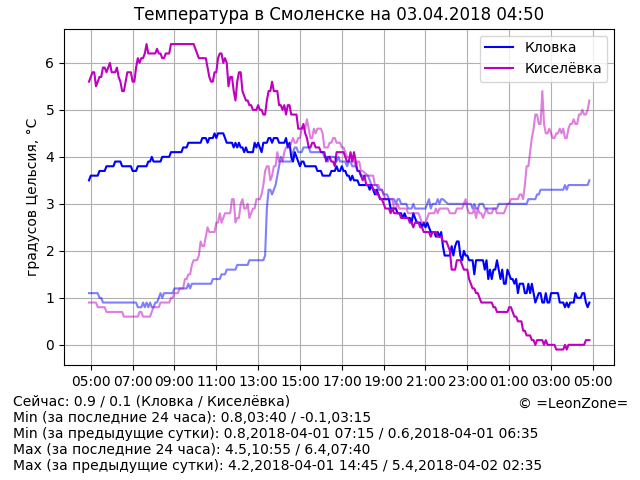 Температура в Смоленске на 03.04.2018 04:50
Кловка
Киселёвка
градусов Цельсия, °C
6
5
4
3
2
1
0
05:00 07:00 09:00 11:00 13:00 15:00 17:00 19:00 21:00 23:00 01:00 03:00 05:00
Сейчас: 0.9 / 0.1 (Кловка / Киселёвка)
© =LeonZone=
Min (за последние 24 часа): 0.8,03:40 / -0.1,03:15
Min (за предыдущие сутки): 0.8,2018-04-01 07:15 / 0.6,2018-04-01 06:35
Max (за последние 24 часа): 4.5,10:55 / 6.4,07:40
Max (за предыдущие сутки): 4.2,2018-04-01 14:45 / 5.4,2018-04-02 02:35